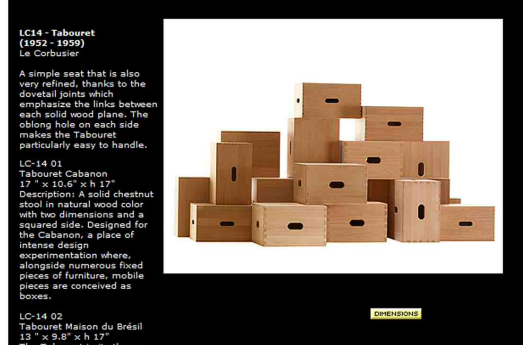 LC14 - Tabouret
(1952 - 1959)
Le Corbusier
A simple seat that is also
very refined, thanks to the
dovetail joints which
emphasize the links between
each solid wood plane. The
oblong hole on each side
makes the Tabouret
particularly easy to handle.
LC-14 01
Tabouret Cabanon
17 " x 10.6" x h 17"
Description: A solid chestnut
stool in natural wood color
with two dimensions and a
squared side. Designed for
the Cabanon, a place of
intense design
experimentation where,
alongside numerous fixed
pieces of furniture, mobile
pieces are conceived as
boxes.
LC-14 02
Tabouret Maison du Brésil
13 " x 9.8" x h 17"
DIMENSIONS